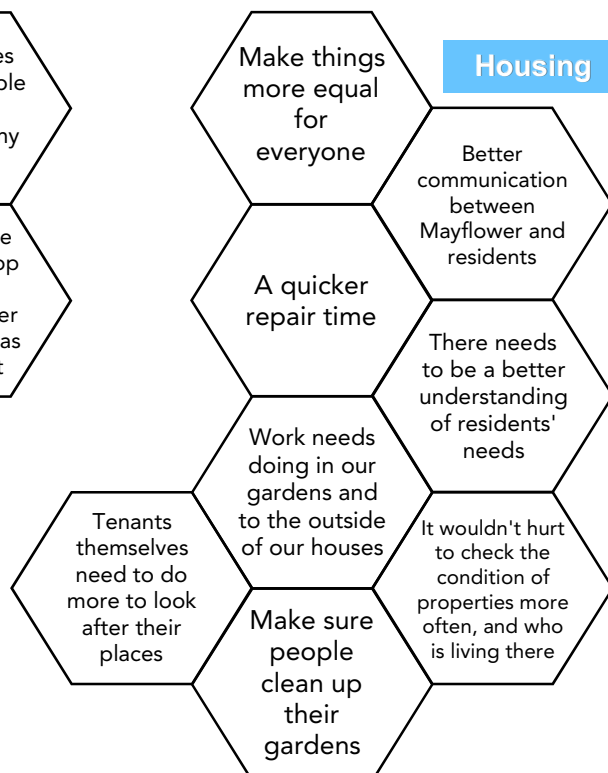 Housing
Make things
more equal
for
everyone
Better
communication
between
Mayflower and
residents
A quicker
repair time
There needs
to be a better
understanding
of residents'
needs
Work needs
doing in our
gardens and
to the outside
of our houses
Tenants
themselves
need to do
more to look
after their
places
It wouldn't hurt
to check the
condition of
properties more
often, and who
is living there
Make sure
people
clean up
their
gardens